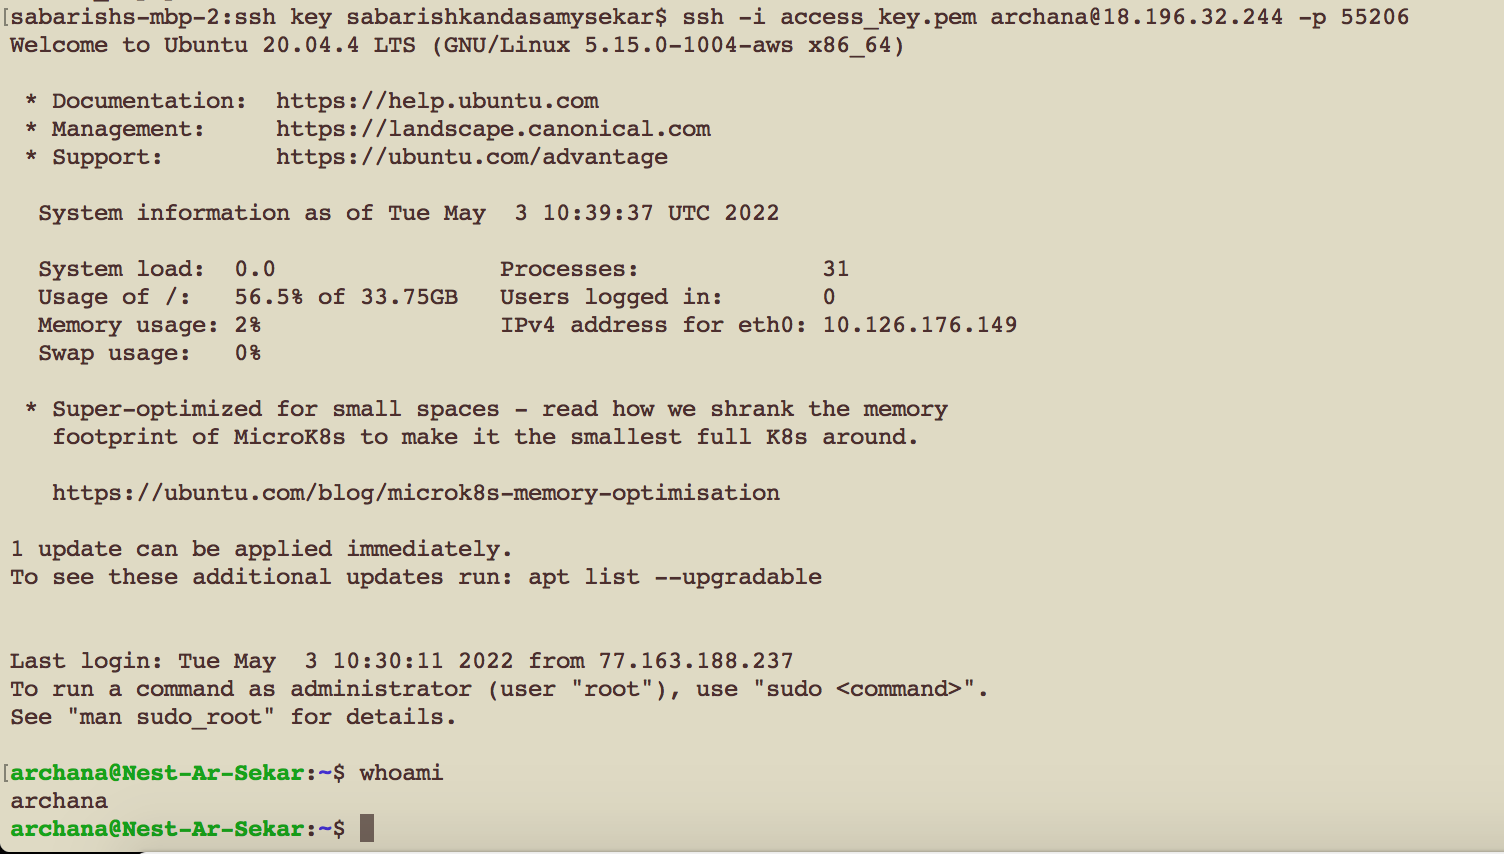 [sabarishs-mbp-2:ssh key sabarishkandasamysekar$ ssh -i access_key.pem archana@18.196.32.244 -p 55206
Welcome to Ubuntu 20.04.4 LTS (GNU/Linux 5.15.0-1004-aws x86_64)

 * Documentation:  https://help.ubuntu.com
 * Management:     https://landscape.canonical.com
 * Support:        https://ubuntu.com/advantage

  System information as of Tue May  3 10:39:37 UTC 2022

  System load:  0.0                Processes:             31
  Usage of /:   56.5% of 33.75GB   Users logged in:       0
  Memory usage: 2%                 IPv4 address for eth0: 10.126.176.149
  Swap usage:   0%

 * Super-optimized for small spaces - read how we shrank the memory
   footprint of MicroK8s to make it the smallest full K8s around.

   https://ubuntu.com/blog/microk8s-memory-optimisation

1 update can be applied immediately.
To see these additional updates run: apt list --upgradable


Last login: Tue May  3 10:30:11 2022 from 77.163.188.237
To run a command as administrator (user "root"), use "sudo <command>".
See "man sudo_root" for details.

[archana@Nest-Ar-Sekar:~$ whoami
archana
archana@Nest-Ar-Sekar:~$